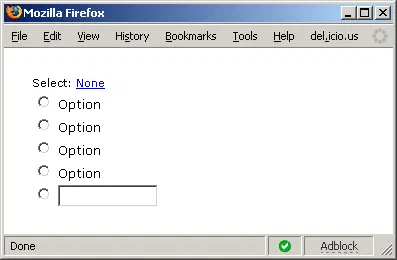 Mozilla Firefox
File Edit View History Bookmarks Tools Help del.icio.us
Select: None
Option
Option
Option
Option
Done Adblock